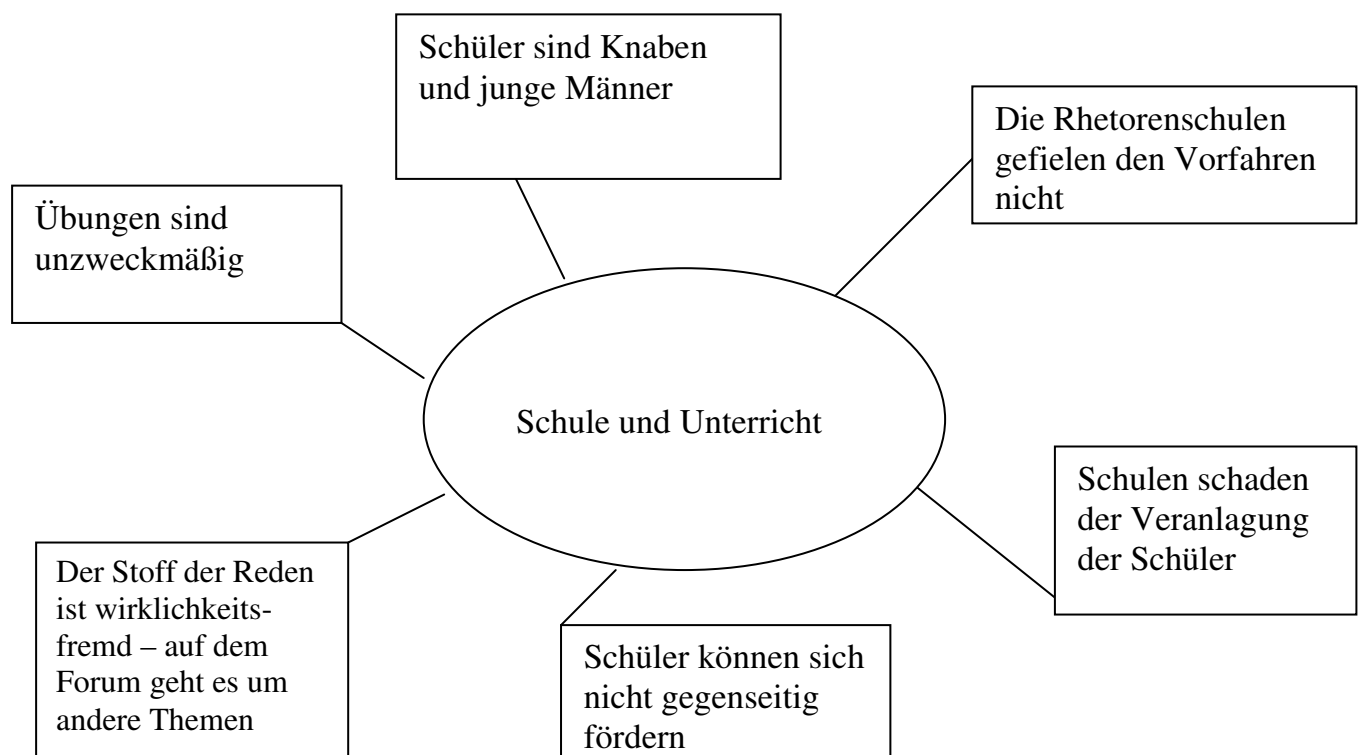 Schüler sind Knaben
und junge Männer
Die Rhetorenschulen
gefielen den Vorfahren
nicht
Übungen sind
unzweckmäßig
Schule und Unterricht
Schulen schaden
der Veranlagung
der Schüler
Der Stoff der Reden
ist wirklichkeits-
fremd – auf dem
Forum geht es um
andere Themen
Schüler können sich
nicht gegenseitig
fördern